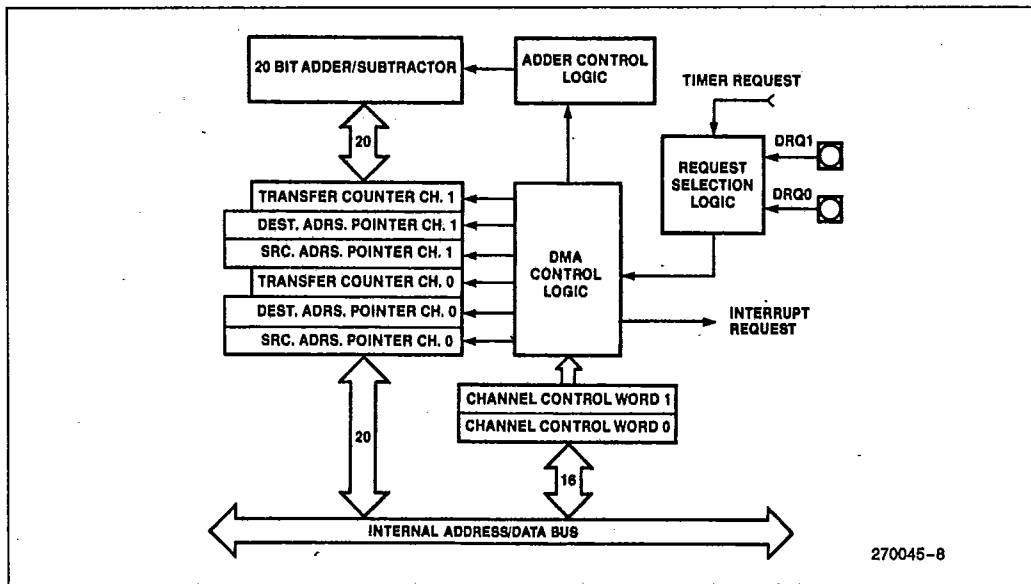 20 BIT ADDER/SUBTRACTOR
ADDER CONTROL
LOGIC
TIMER REQUEST
20
DRQ1
REQUEST
SELECTION
LOGIC
DRQ0
TRANSFER COUNTER CH. 1
DEST. ADRS. POINTER CH. 1
SRC. ADRS. POINTER CH. 1
TRANSFER COUNTER CH. 0
DEST. ADRS. POINTER CH. 0
SRC. ADRS. POINTER CH. 0
DMA
CONTROL
LOGIC
INTERRUPT
REQUEST
CHANNEL CONTROL WORD 1
CHANNEL CONTROL WORD 0
20
16
INTERNAL ADDRESS/DATA BUS
270045-8